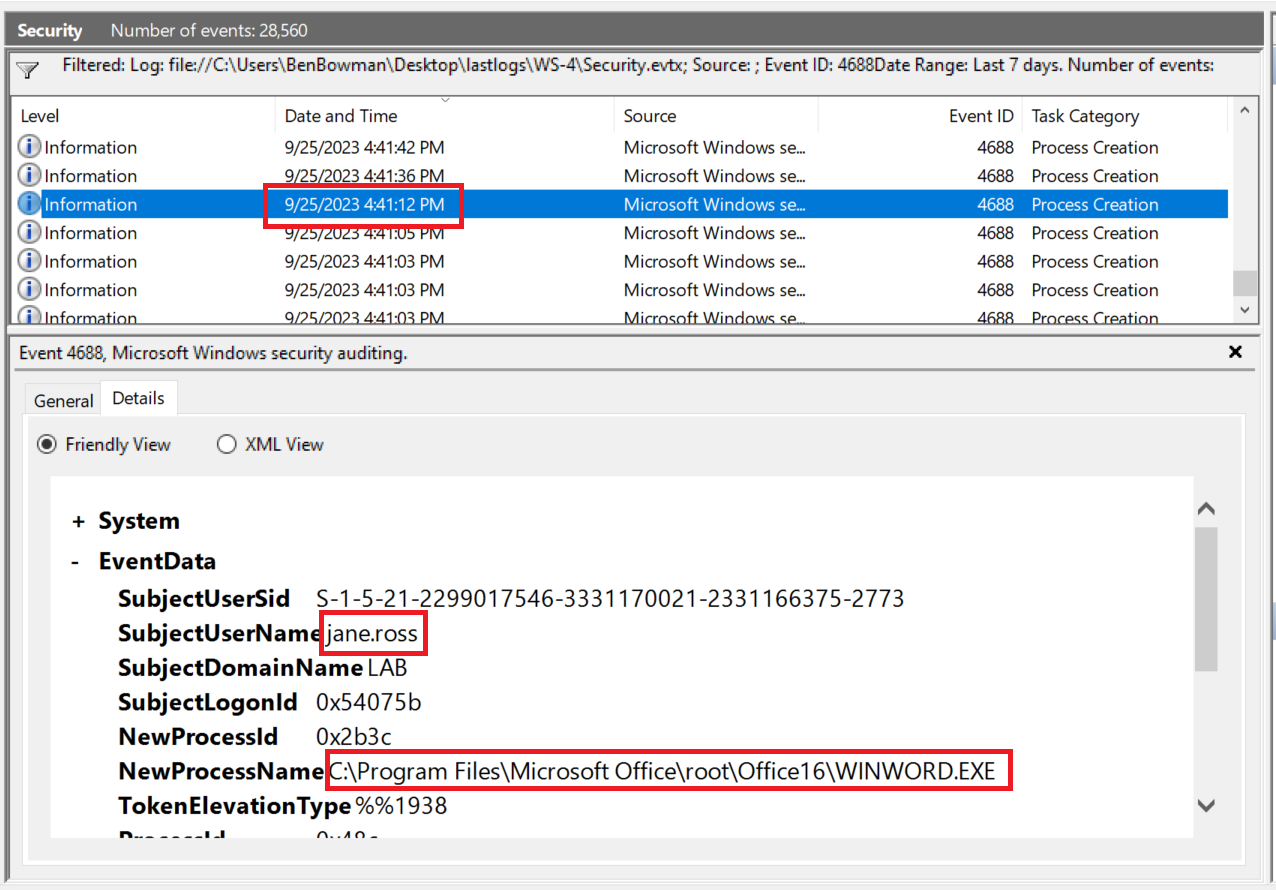 Security Number of events: 28,560
Filtered: Log: file://C:\Users\BenBowman\Desktop\lastlogs\WS-4\Security.evtx; Source: ; Event ID: 4688Date Range: Last 7 days. Number of events:
Level Date and Time Source Event ID Task Category
Information 9/25/2023 4:41:42 PM Microsoft Windows se... 4688 Process Creation
Information 9/25/2023 4:41:36 PM Microsoft Windows se... 4688 Process Creation
Information 9/25/2023 4:41:12 PM Microsoft Windows se... 4688 Process Creation
Information 9/25/2023 4:41:05 PM Microsoft Windows se... 4688 Process Creation
Information 9/25/2023 4:41:03 PM Microsoft Windows se... 4688 Process Creation
Information 9/25/2023 4:41:03 PM Microsoft Windows se... 4688 Process Creation
Information 9/25/2023 4:41:03 PM Microsoft Windows se... 4688 Process Creation
Event 4688, Microsoft Windows security auditing.
General Details
Friendly View XML View
+ System
- EventData
SubjectUserSid S-1-5-21-2299017546-3331170021-2331166375-2773
SubjectUserName jane.ross
SubjectDomainName LAB
SubjectLogonId 0x54075b
NewProcessId 0x2b3c
NewProcessName C:\Program Files\Microsoft Office\root\Office16\WINWORD.EXE
TokenElevationType %%1938
ProcessId